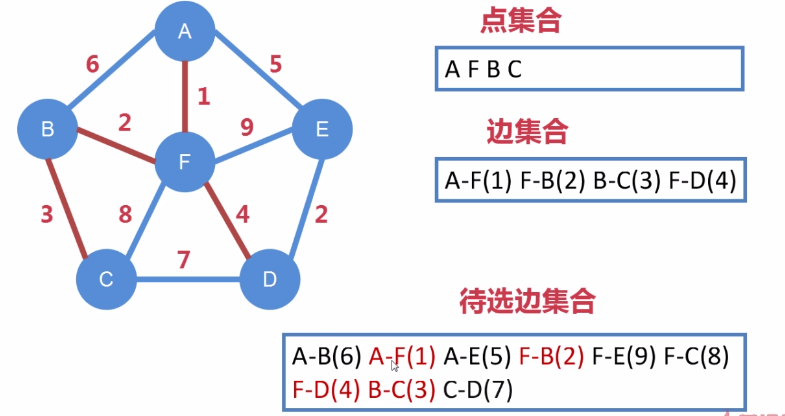 A
点集合
6
5
A F B C
1
B
2
9
E
边集合
F
A-F(1) F-B(2) B-C(3) F-D(4)
3
8
4
2
7
C
D
待选边集合
A-B(6) A-F(1) A-E(5) F-B(2) F-E(9) F-C(8)
F-D(4) B-C(3) C-D(7)